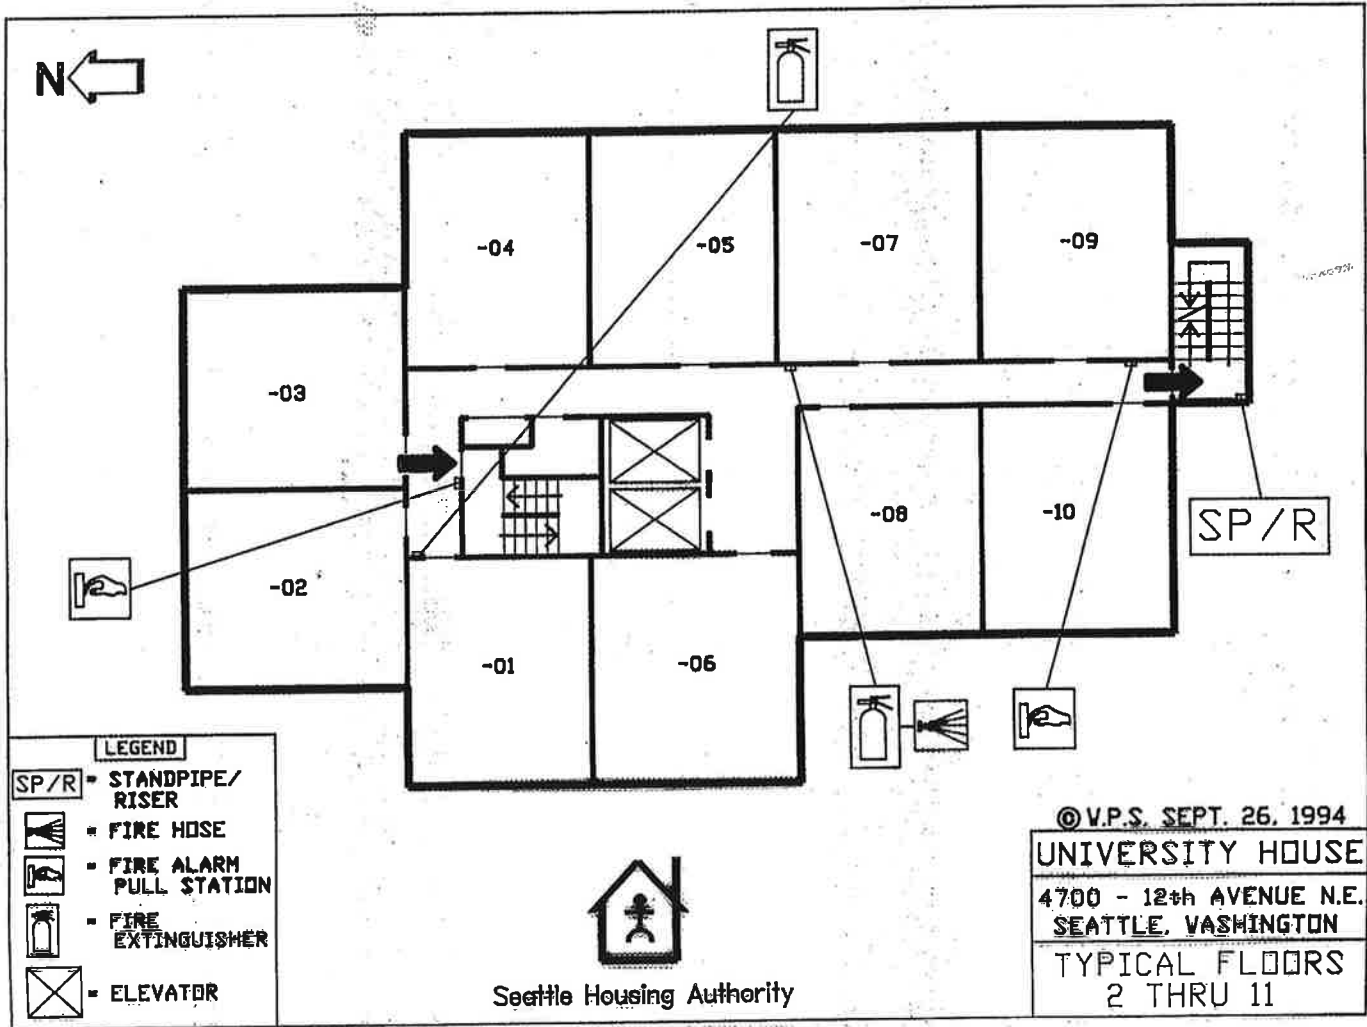 N
-04
-05
-07
-09
-03
-02
-08
-10
SP/R
-01
-06
LEGEND
SP/R = STANDPIPE/
RISER
= FIRE HOSE
= FIRE ALARM
PULL STATION
= FIRE
EXTINGUISHER
= ELEVATOR
Seattle Housing Authority
© V.P.S. SEPT. 26, 1994
UNIVERSITY HOUSE
4700 - 12th AVENUE N.E.
SEATTLE, WASHINGTON
TYPICAL FLOORS
2 THRU 11